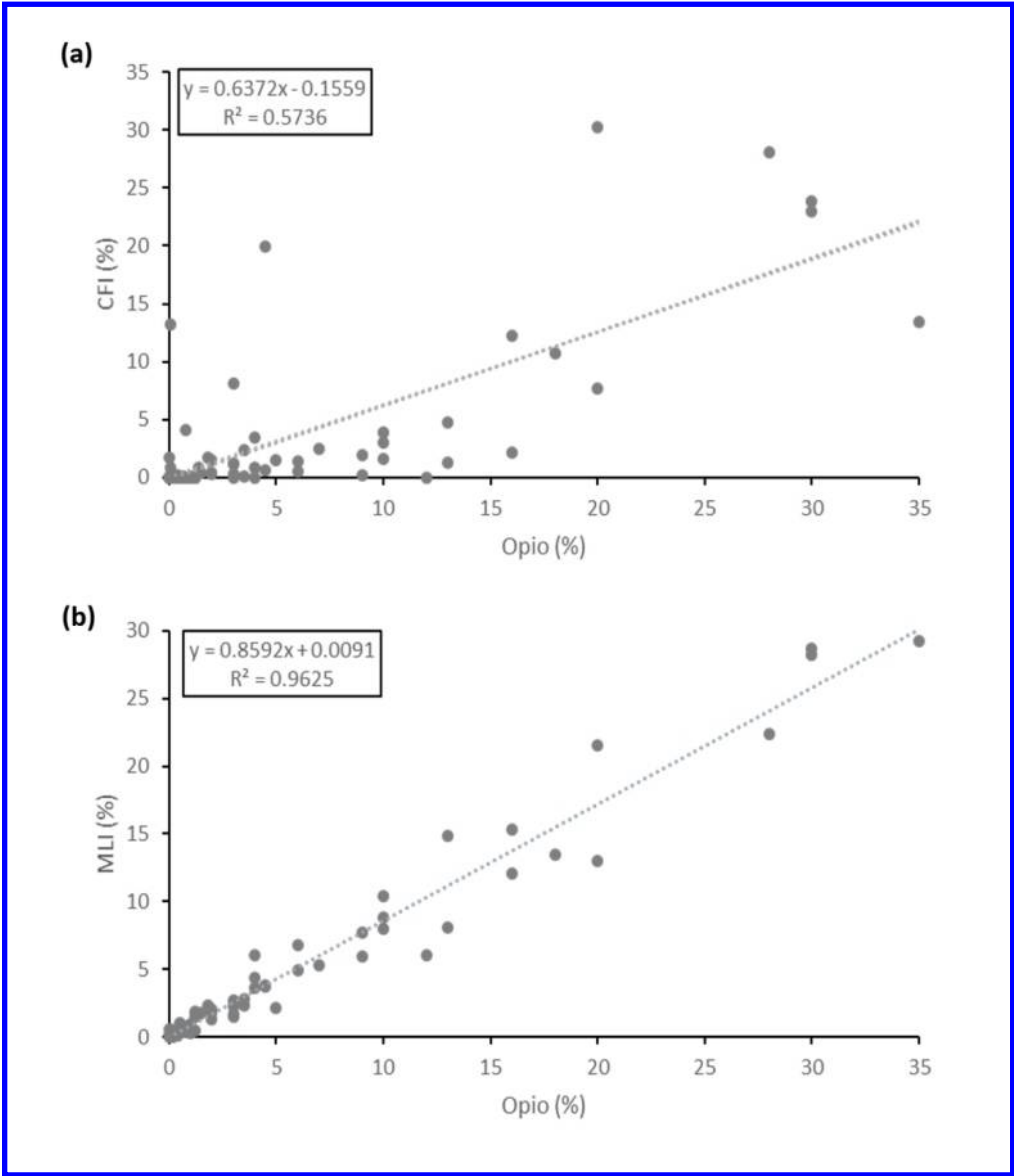 (a)
35
30
25
20
15
10
5
0
CFI (%)
y = 0.6372x - 0.1559
R² = 0.5736
0 5 10 15 20 25 30 35
Opio (%)
(b)
30
25
20
15
10
5
0
MLI (%)
y = 0.8592x + 0.0091
R² = 0.9625
0 5 10 15 20 25 30 35
Opio (%)